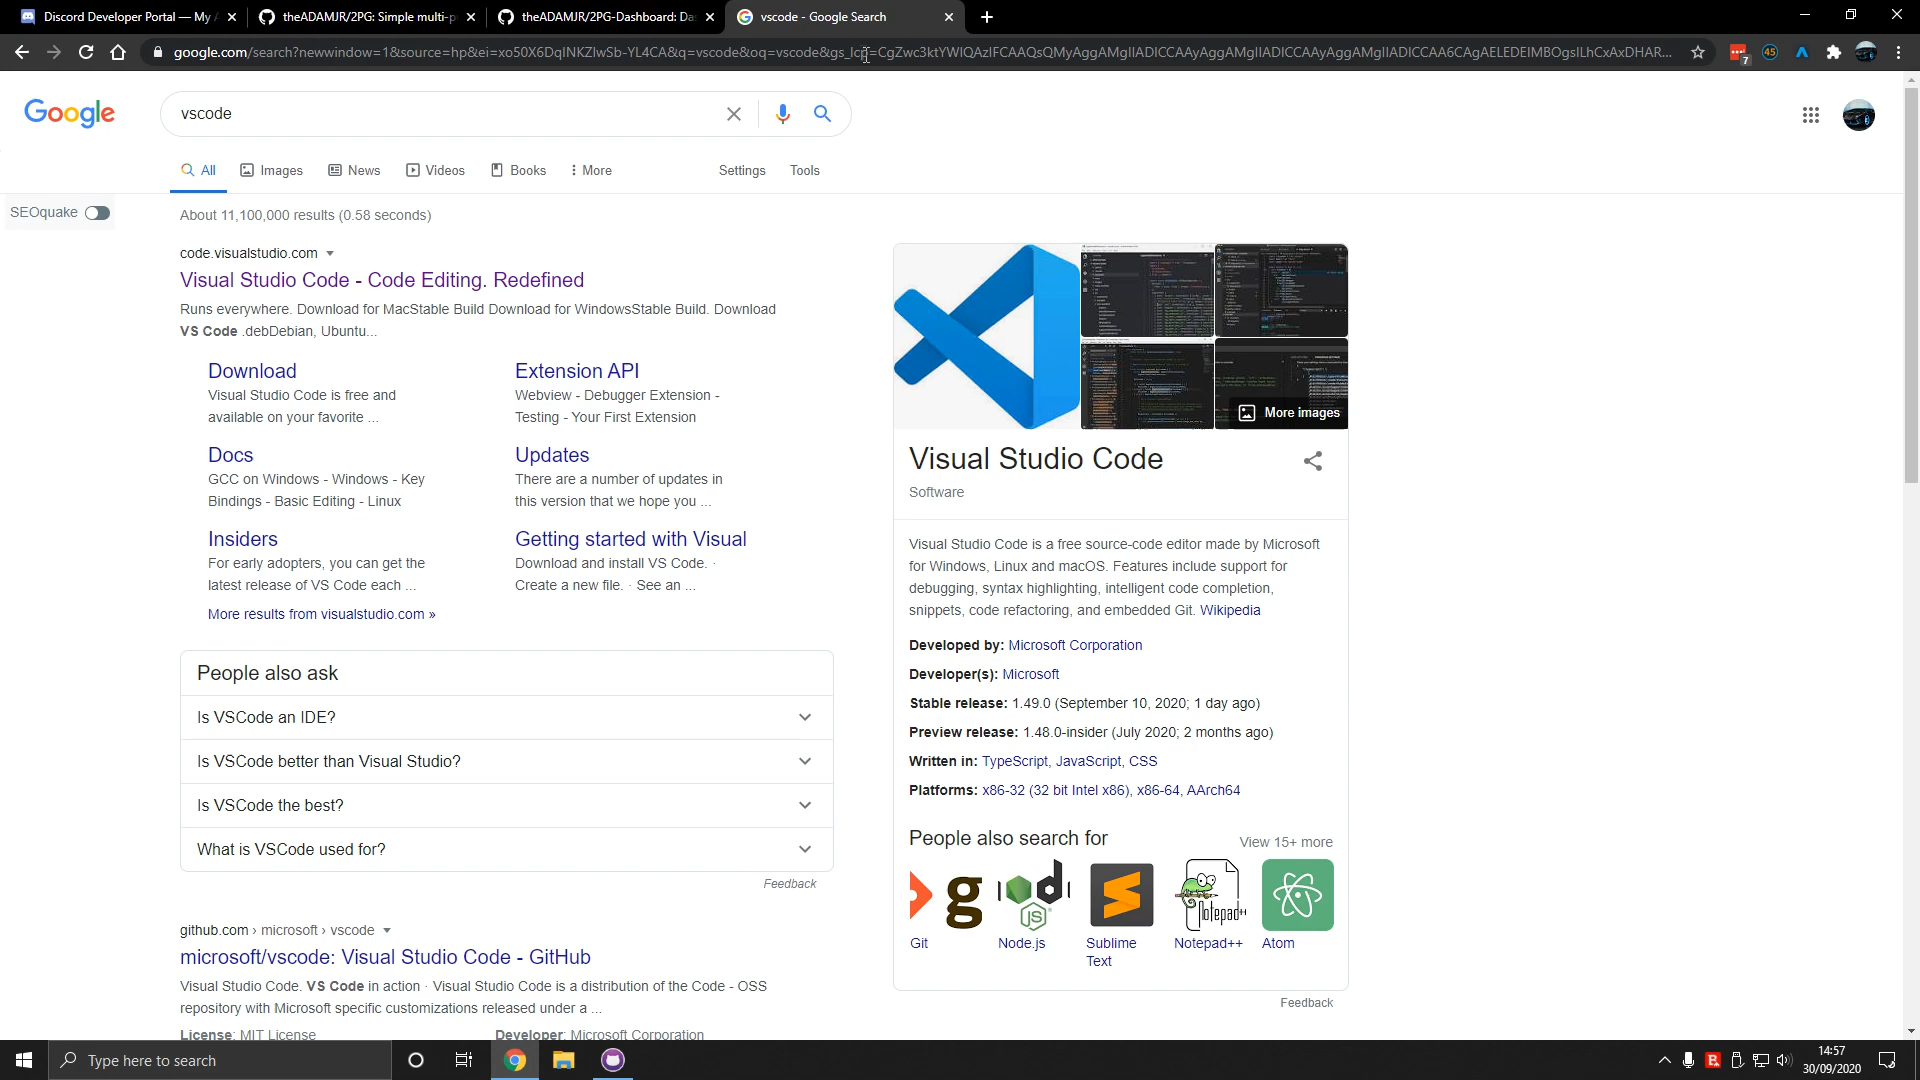 Discord Developer Portal — My A
theADAMJR/2PG: Simple multi-p
theADAMJR/2PG-Dashboard: Da
vscode - Google Search
google.com/search?newwindow=1&source=hp&ei=xo50X6DqINKZlwSb-YL4CA&q=vscode&oq=vscode&gs_lcp=CgZwc3ktYWIQAzIFCAAQsQMyAggAMgIIADICCAAyAggAMgIIADICCAAyAggAMgIIADICCAA6CAgAELEDEIMBOgsILhCxAxDHAR...
7
45
Google
vscode
All
Images
News
Videos
Books
More
Settings
Tools
SEOquake
About 11,100,000 results (0.58 seconds)
code.visualstudio.com
Visual Studio Code - Code Editing. Redefined
Runs everywhere. Download for MacStable Build Download for WindowsStable Build. Download
VS Code .debDebian, Ubuntu...
Download
Visual Studio Code is free and
available on your favorite ...
Extension API
Webview - Debugger Extension -
Testing - Your First Extension
Docs
GCC on Windows - Windows - Key
Bindings - Basic Editing - Linux
Updates
There are a number of updates in
this version that we hope you ...
Insiders
For early adopters, you can get the
latest release of VS Code each ...
Getting started with Visual
Download and install VS Code. ·
Create a new file. · See an ...
More results from visualstudio.com »
People also ask
Is VSCode an IDE?
Is VSCode better than Visual Studio?
Is VSCode the best?
What is VSCode used for?
Feedback
github.com › microsoft › vscode
microsoft/vscode: Visual Studio Code - GitHub
Visual Studio Code. VS Code in action · Visual Studio Code is a distribution of the Code - OSS
repository with Microsoft specific customizations released under a ...
License: MIT License
Developer: Microsoft Corporation
More images
Visual Studio Code
Software
Visual Studio Code is a free source-code editor made by Microsoft
for Windows, Linux and macOS. Features include support for
debugging, syntax highlighting, intelligent code completion,
snippets, code refactoring, and embedded Git. Wikipedia
Developed by: Microsoft Corporation
Developer(s): Microsoft
Stable release: 1.49.0 (September 10, 2020; 1 day ago)
Preview release: 1.48.0-insider (July 2020; 2 months ago)
Written in: TypeScript, JavaScript, CSS
Platforms: x86-32 (32 bit Intel x86), x86-64, AArch64
People also search for
View 15+ more
g
JS
Notepad++
Git
Node.js
Sublime
Text
Notepad++
Atom
Feedback
Type here to search
14:57
30/09/2020